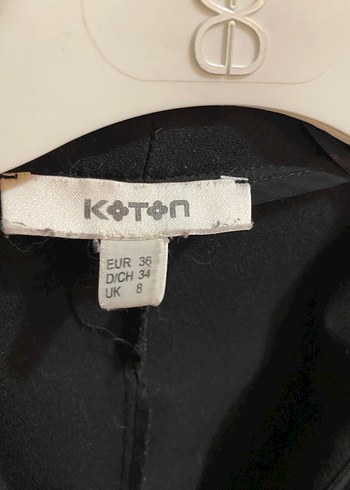 KOTON
EUR 36
D/CH 34
UK 8